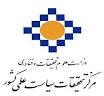 وزارت علوم، تحقیقات و فناوری
مرکز تحقیقات سیاست علمی کشور